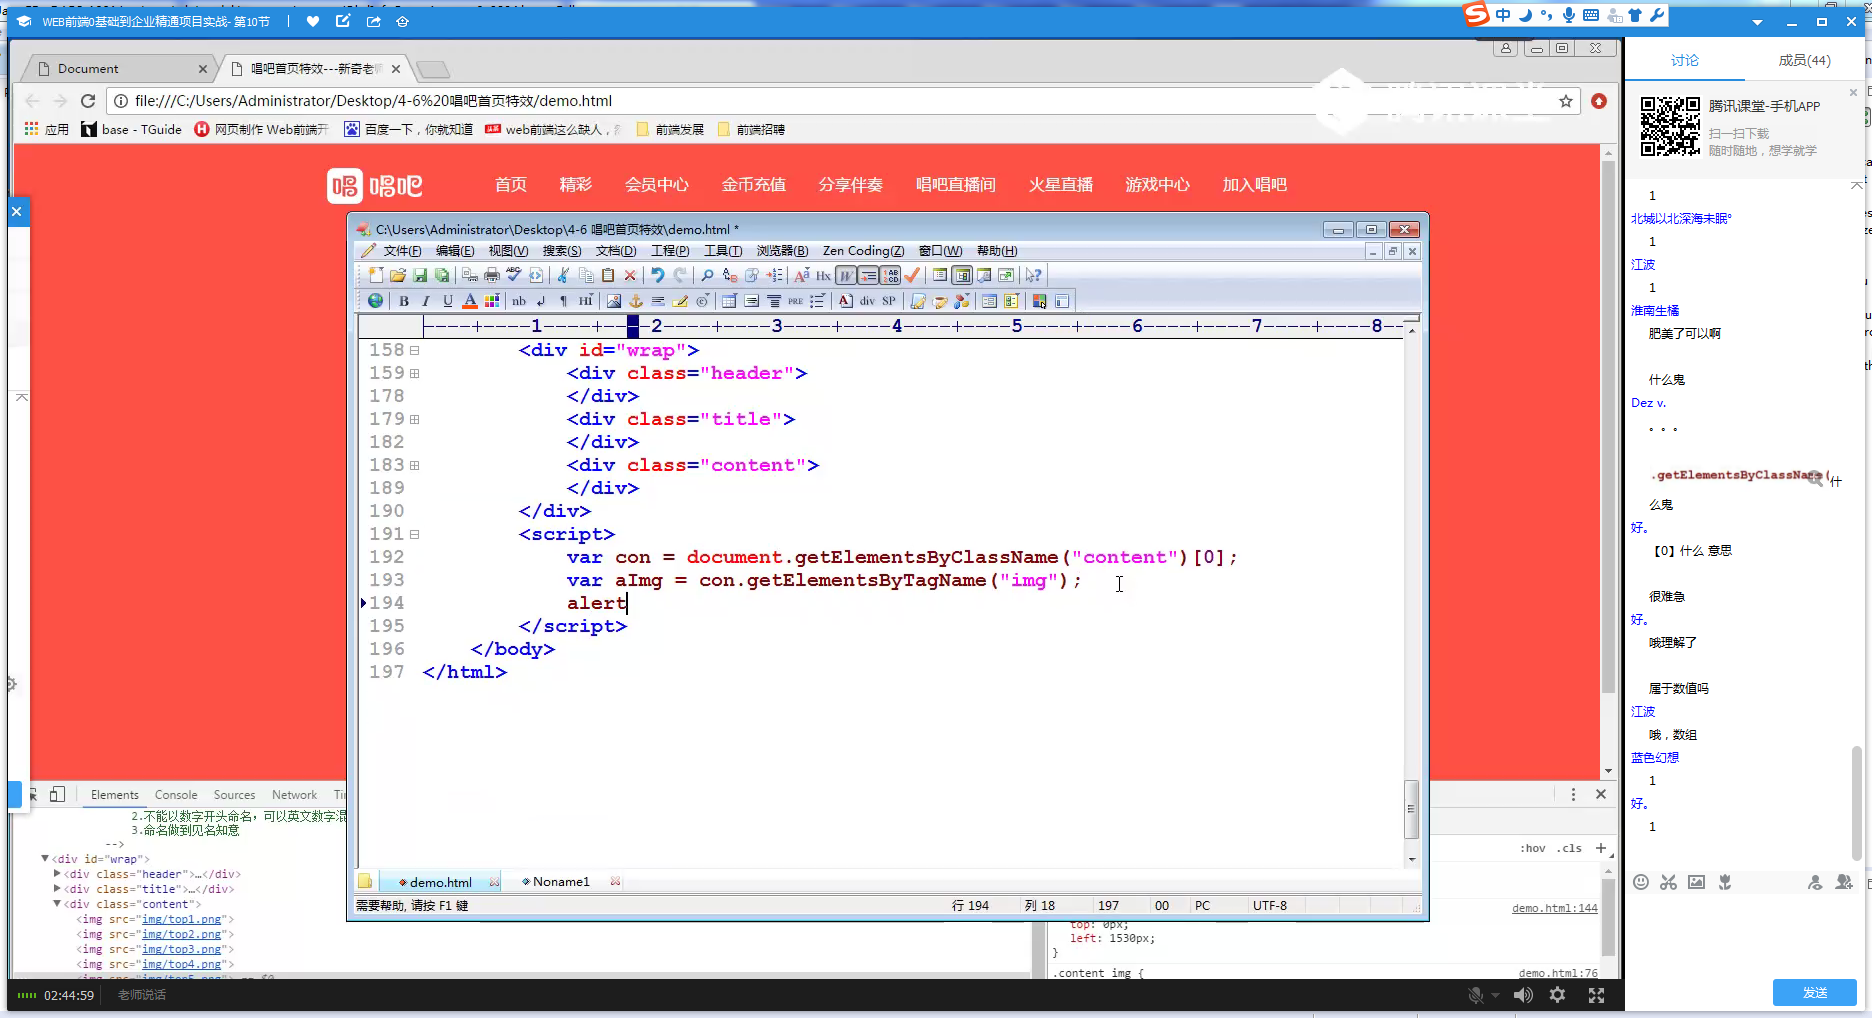 WEB前端0基础到企业精通项目实战- 第10节
中
Document
唱吧首页特效---新奇老师
file:///C:/Users/Administrator/Desktop/4-6%20唱吧首页特效/demo.html
应用
base - TGuide
网页制作 Web前端开
百度一下，你就知道
web前端这么缺人，
前端发展
前端招聘
唱吧
首页
精彩
会员中心
金币充值
分享伴奏
唱吧直播间
火星直播
游戏中心
加入唱吧
C:\Users\Administrator\Desktop\4-6 唱吧首页特效\demo.html *
文件(F) 编辑(E) 视图(V) 搜索(S) 文档(D) 工程(P) 工具(T) 浏览器(B) Zen Coding(Z) 窗口(W) 帮助(H)
----+----1----+----2----+----3----+----4----+----5----+----6----+----7----+----8--
158 <div id="wrap">
159 <div class="header">
178 </div>
179 <div class="title">
182 </div>
183 <div class="content">
189 </div>
190 </div>
191 <script>
192 var con = document.getElementsByClassName("content")[0];
193 var aImg = con.getElementsByTagName("img");
194 alert
195 </script>
196 </body>
197 </html>
demo.html
Noname1
需要帮助, 请按 F1 键
行 194
列 18
197
00
PC
UTF-8
Elements Console Sources Network
2.不能以数字开头命名，可以英文数字混
3.命名做到见名知意
-->
<div id="wrap">
<div class="header">…</div>
<div class="title">…</div>
<div class="content">
<img src="img/top1.png">
<img src="img/top2.png">
<img src="img/top3.png">
<img src="img/top4.png">
<img src="img/top5.png"> == $0
:hov .cls +
demo.html:144
top: 0px;
left: 1530px;
}
.content img {
demo.html:76
02:44:59
老师说话
讨论
成员(44)
腾讯课堂-手机APP
扫一扫下载
随时随地，想学就学
1
北城以北深海未眠°
1
江波
1
淮南生橘
肥美了可以啊
什么鬼
Dez v.
。。。
.getElementsByClassName( 什
么鬼
好。
【0】什么 意思
很难急
好。
哦理解了
属于数值吗
江波
哦，数组
蓝色幻想
1
好。
1
发送